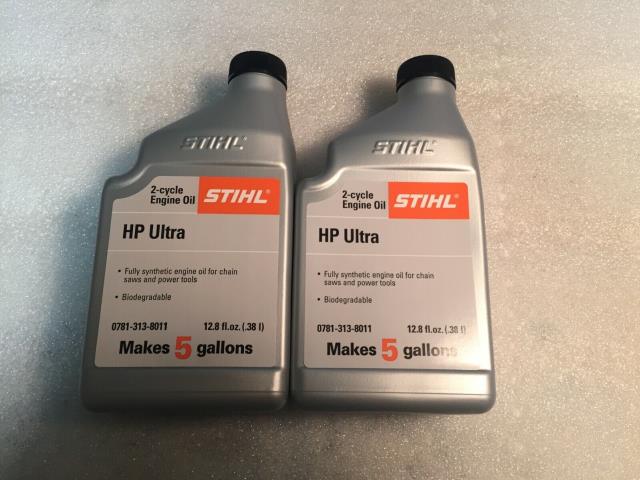 STIHL
2-cycle
Engine Oil
STIHL®
HP Ultra
• Fully synthetic engine oil for chain
saws and power tools
• Biodegradable
0781-313-8011 12.8 fl.oz. (.38 l)
Makes 5 gallons
STIHL
2-cycle
Engine Oil
STIHL®
HP Ultra
• Fully synthetic engine oil for chain
saws and power tools
• Biodegradable
0781-313-8011 12.8 fl.oz. (.38 l)
Makes 5 gallons